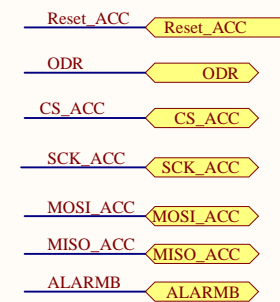 Reset_ACC Reset_ACC
ODR ODR
CS_ACC CS_ACC
SCK_ACC SCK_ACC
MOSI_ACC MOSI_ACC
MISO_ACC MISO_ACC
ALARMB ALARMB